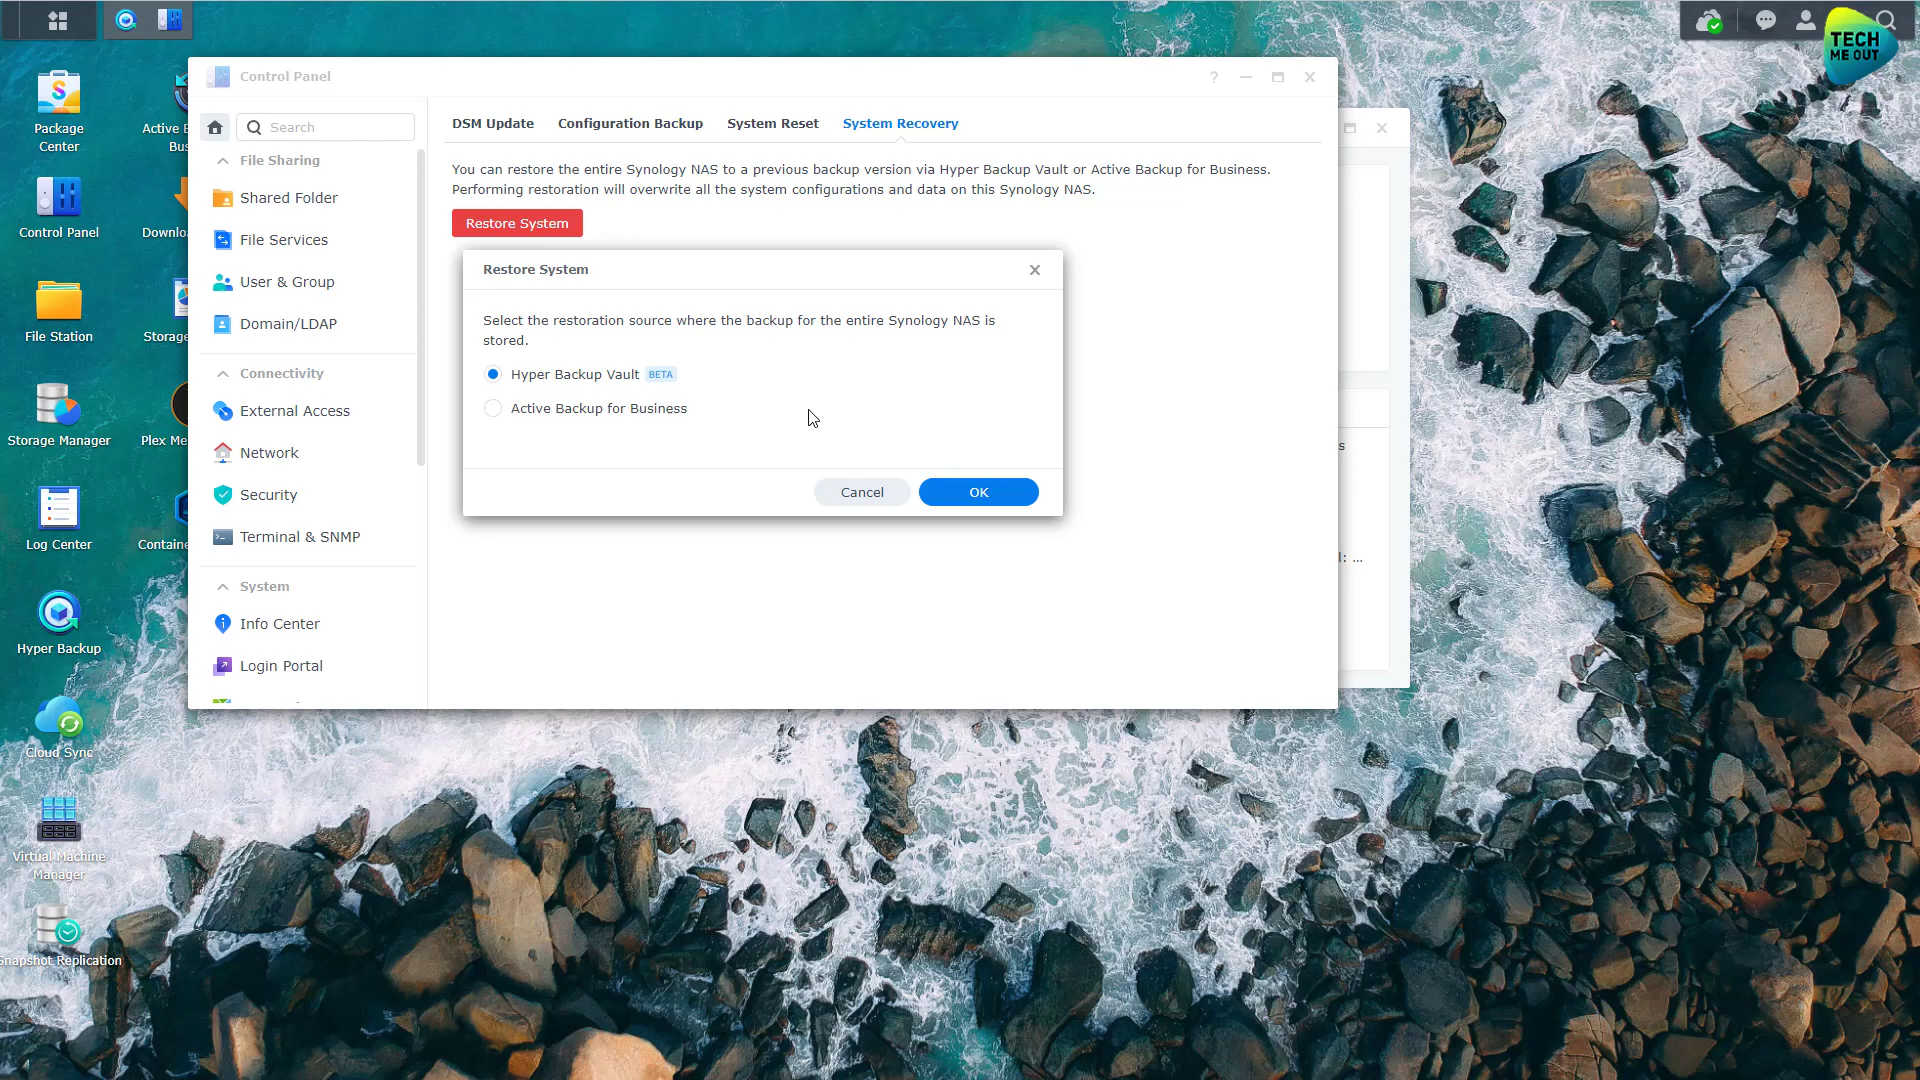 TECH
ME OUT
Control Panel
?
Search
DSM Update
Configuration Backup
System Reset
System Recovery
You can restore the entire Synology NAS to a previous backup version via Hyper Backup Vault or Active Backup for Business.
Performing restoration will overwrite all the system configurations and data on this Synology NAS.
Restore System
Restore System
Select the restoration source where the backup for the entire Synology NAS is
stored.
Hyper Backup Vault BETA
Active Backup for Business
Cancel
OK
File Sharing
Shared Folder
File Services
User & Group
Domain/LDAP
Connectivity
External Access
Network
Security
Terminal & SNMP
System
Info Center
Login Portal
Package
Center
Control Panel
File Station
Storage Manager
Log Center
Hyper Backup
Cloud Sync
Virtual Machine
Manager
Snapshot Replication
Active B
Bus
Downlo
Storage
Plex Me
Containe
s
l: ...